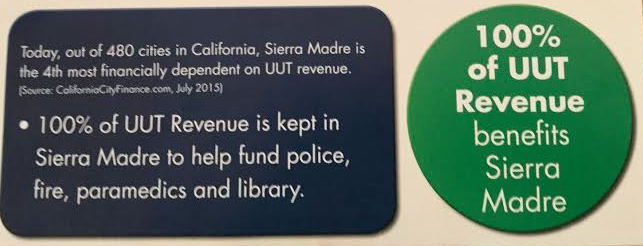 Today, out of 480 cities in California, Sierra Madre is
the 4th most financially dependent on UUT revenue.
(Source: CaliforniaCityFinance.com, July 2015)
• 100% of UUT Revenue is kept in
Sierra Madre to help fund police,
fire, paramedics and library.
100%
of UUT
Revenue
benefits
Sierra
Madre